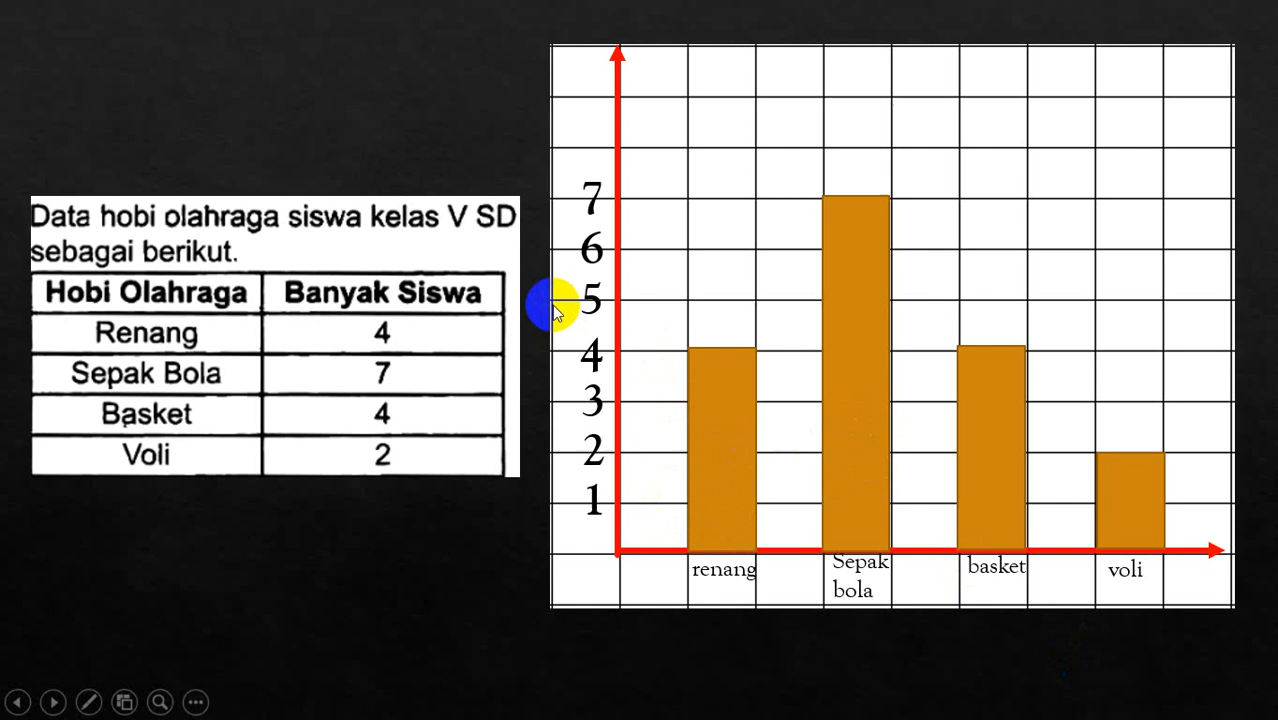 Data hobi olahraga siswa kelas V SD
sebagai berikut.
Hobi Olahraga Banyak Siswa
Renang 4
Sepak Bola 7
Basket 4
Voli 2
7
6
5
4
3
2
1
renang
Sepak
bola
basket
voli